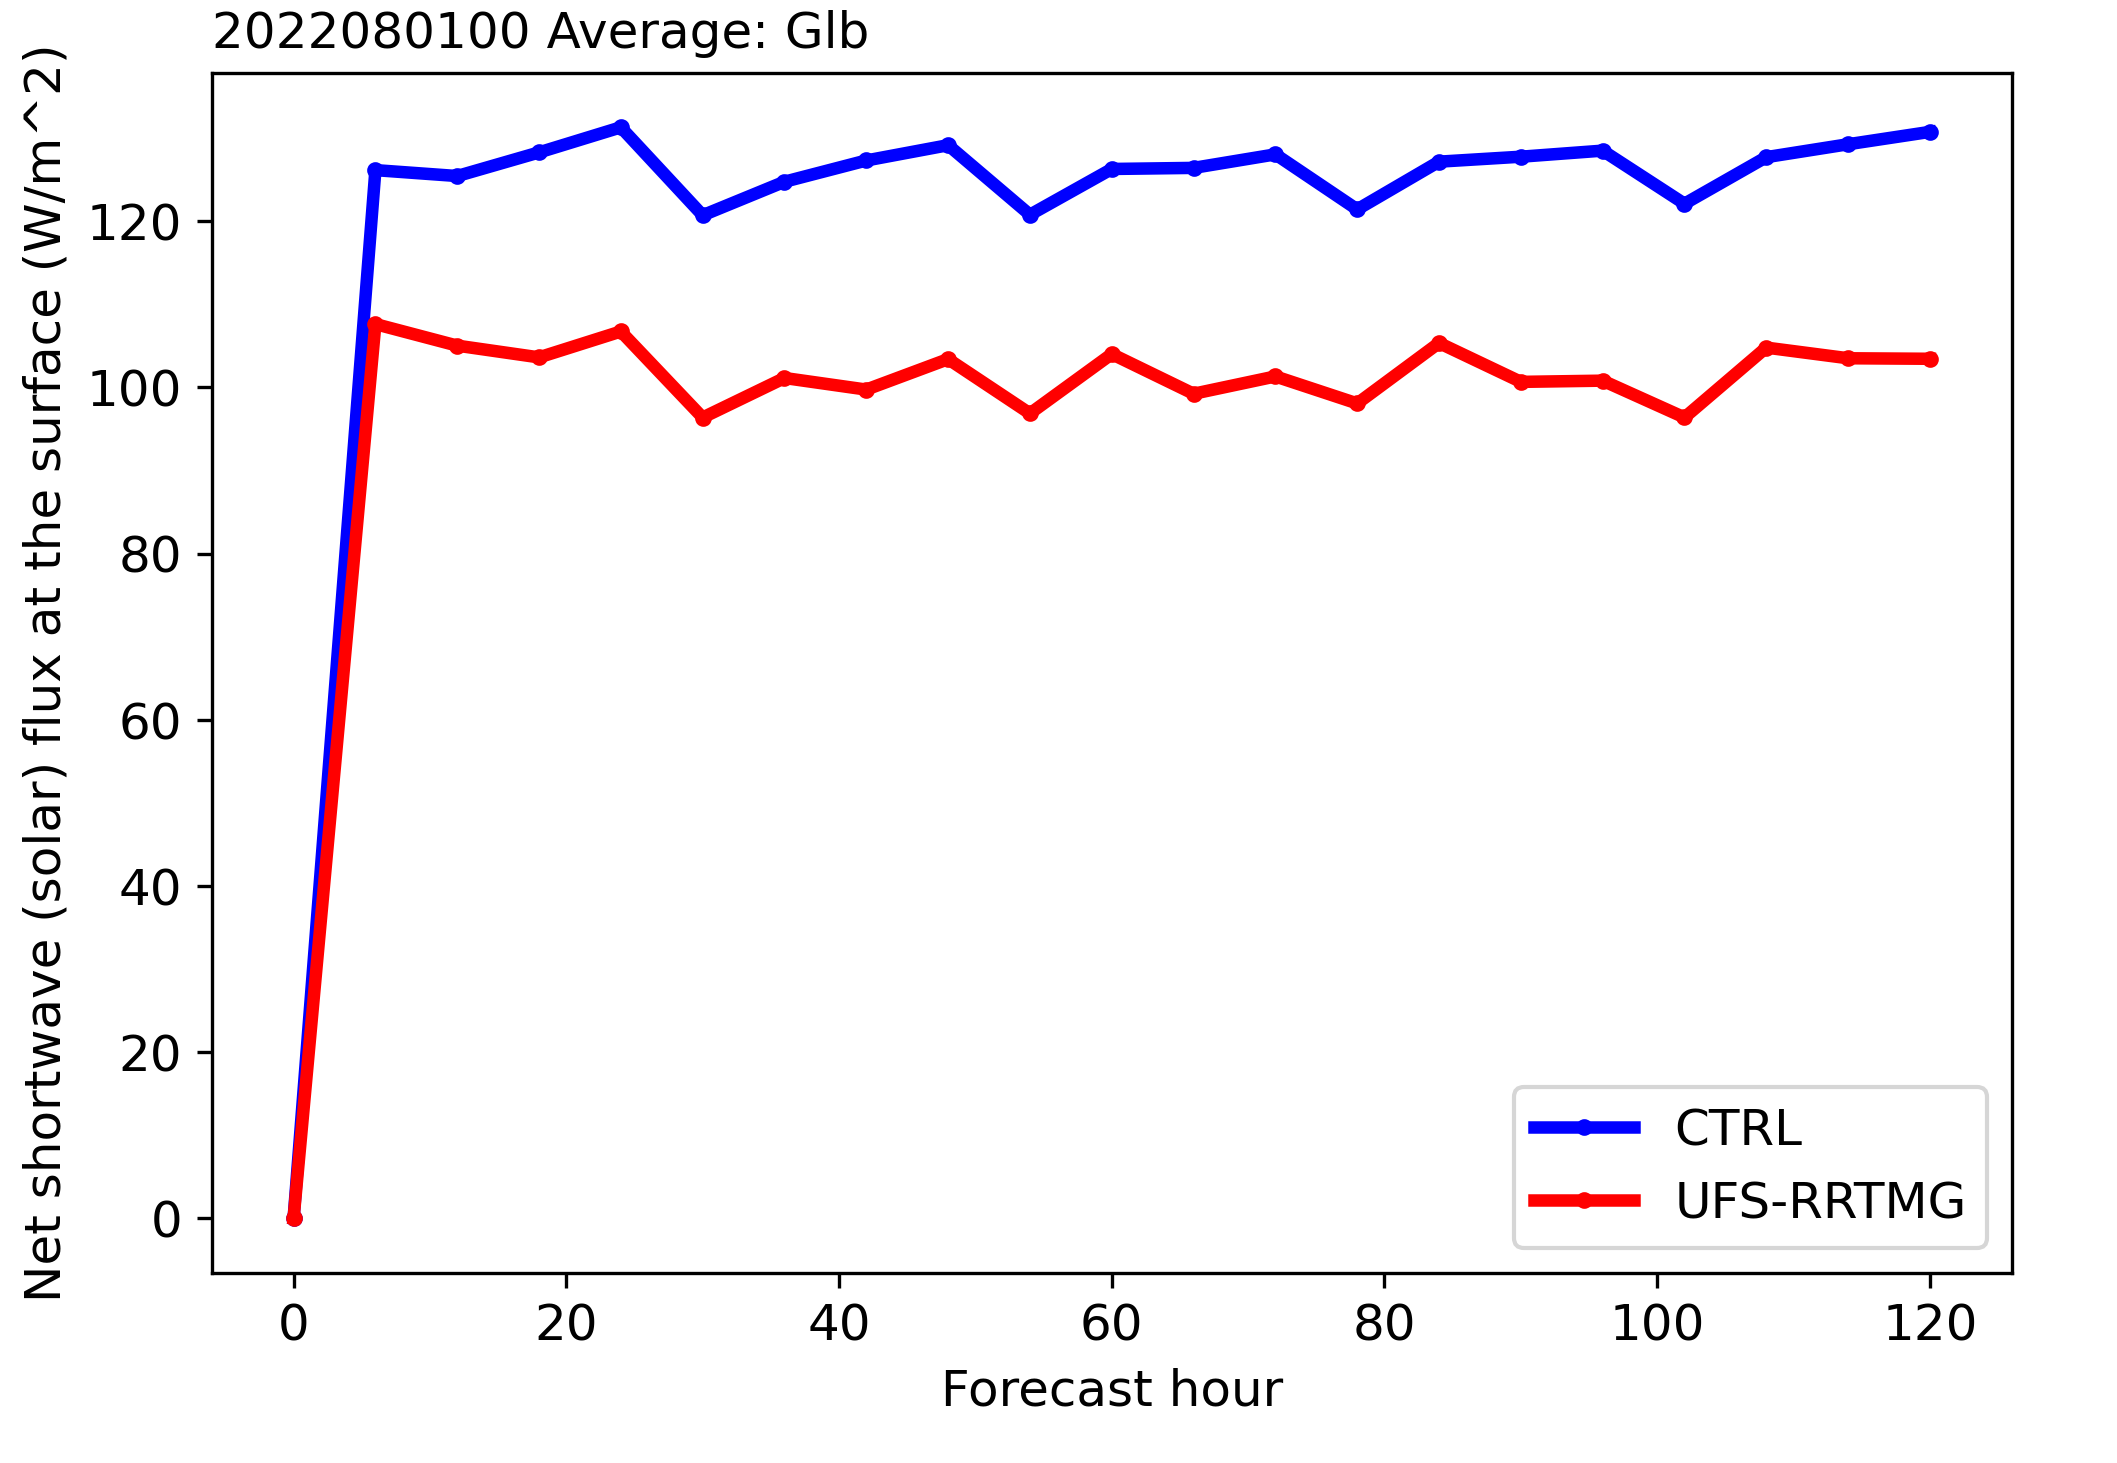 2022080100 Average: Glb
Net shortwave (solar) flux at the surface (W/m^2)
120
100
80
60
40
20
0
CTRL
UFS-RRTMG
0 20 40 60 80 100 120
Forecast hour